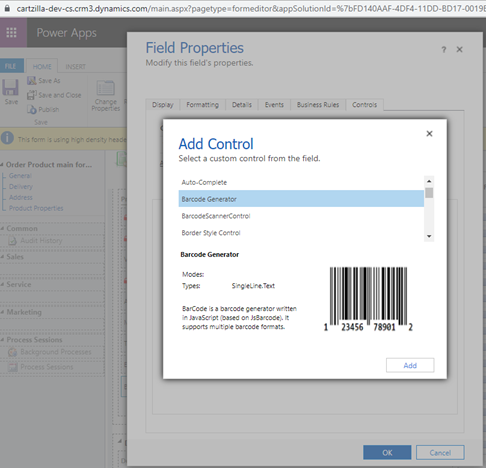 cartzilla-dev-cs.crm3.dynamics.com/main.aspx?pagetype=formeditor&appSolutionId=%7bFD140AAF-4DF4-11DD-BD17-0019B
Power Apps
Field Properties
Modify this field's properties.
? ×
FILE HOME INSERT
Save
Save As
Save and Close
Publish
Save
Change
Properties
Display Formatting Details Events Business Rules Controls
This form is using high density heade
Order Product main for...
General
Delivery
Address
Product Properties
Common
Audit History
Sales
Service
Marketing
Process Sessions
Background Processes
Process Sessions
Add Control
Select a custom control from the field.
×
Auto-Complete
Barcode Generator
BarcodeScannerControl
Border Style Control
Barcode Generator
Modes:
Types: SingleLine.Text
BarCode is a barcode generator written
in JavaScript (based on JsBarcode). It
supports multiple barcode formats.
1 23456 78901 2
Add
OK Cancel